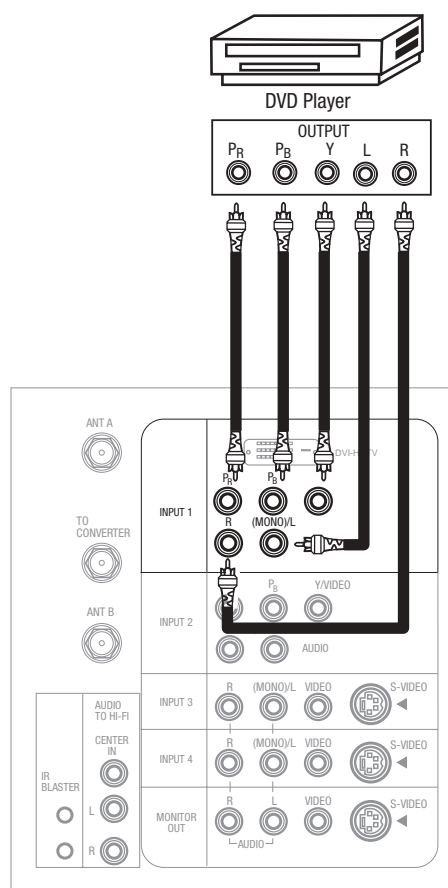 DVD Player
OUTPUT
PR PB Y L R
ANT A
DVI-HDTV
PR PB
INPUT 1
R (MONO)/L
TO
CONVERTER
ANT B
PB Y/VIDEO
INPUT 2
AUDIO
AUDIO
TO HI-FI
INPUT 3
R (MONO)/L VIDEO S-VIDEO
CENTER
IN
INPUT 4
R (MONO)/L VIDEO S-VIDEO
IR
BLASTER
L
R
MONITOR
OUT
R L VIDEO S-VIDEO
AUDIO